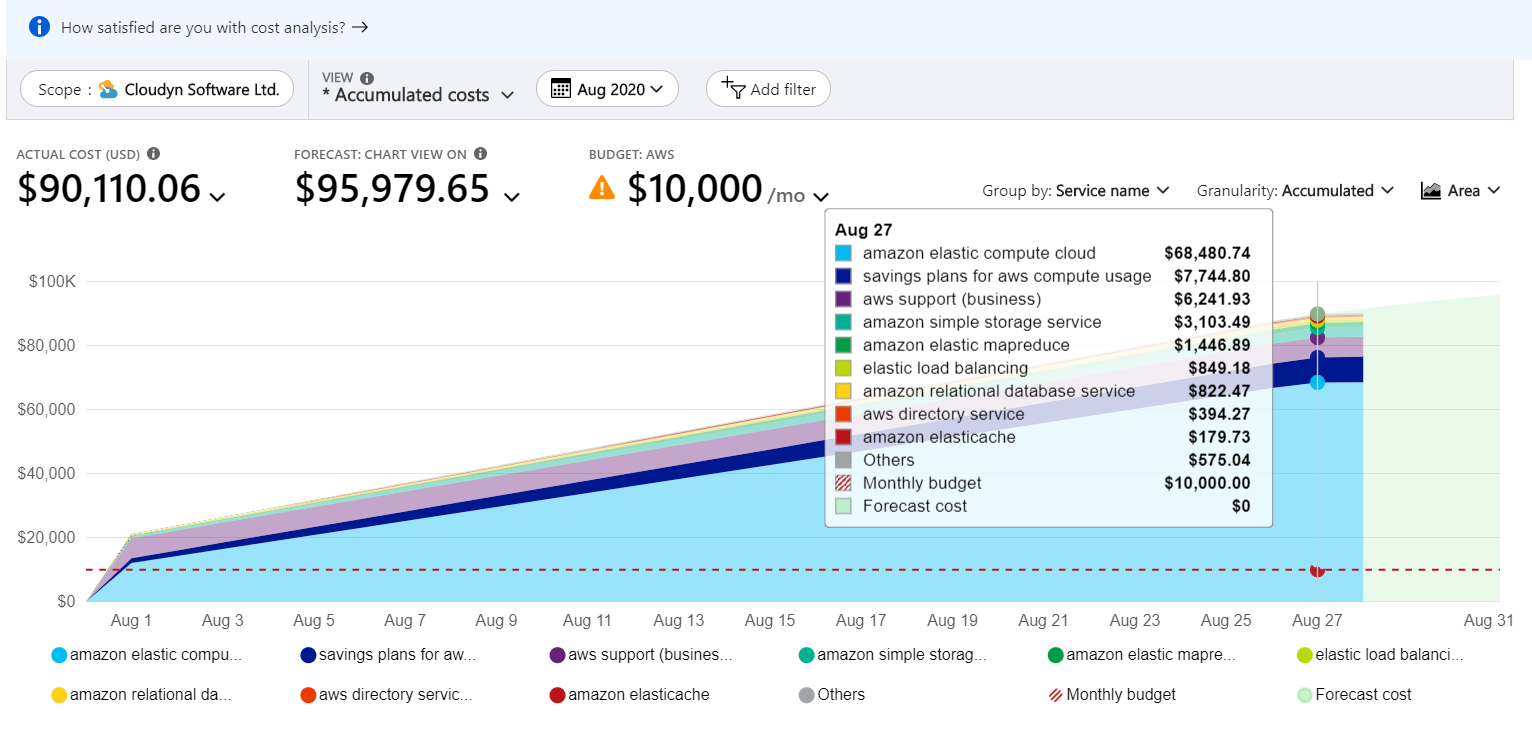 How satisfied are you with cost analysis? →
Scope : Cloudyn Software Ltd.
VIEW
* Accumulated costs
Aug 2020
Add filter
ACTUAL COST (USD)
$90,110.06
FORECAST: CHART VIEW ON
$95,979.65
BUDGET: AWS
$10,000 /mo
Group by: Service name
Granularity: Accumulated
Area
Aug 27
amazon elastic compute cloud $68,480.74
savings plans for aws compute usage $7,744.80
aws support (business) $6,241.93
amazon simple storage service $3,103.49
amazon elastic mapreduce $1,446.89
elastic load balancing $849.18
amazon relational database service $822.47
aws directory service $394.27
amazon elasticache $179.73
Others $575.04
Monthly budget $10,000.00
Forecast cost $0
$100K
$80,000
$60,000
$40,000
$20,000
$0
Aug 1 Aug 3 Aug 5 Aug 7 Aug 9 Aug 11 Aug 13 Aug 15 Aug 17 Aug 19 Aug 21 Aug 23 Aug 25 Aug 27 Aug 31
amazon elastic compu... savings plans for aw... aws support (busines... amazon simple storag... amazon elastic mapre... elastic load balanci...
amazon relational da... aws directory servic... amazon elasticache Others Monthly budget Forecast cost